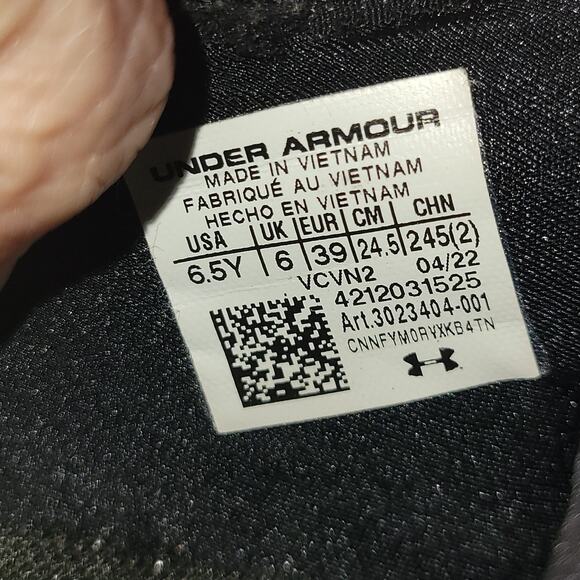 UNDER ARMOUR
MADE IN VIETNAM
FABRIQUÉ AU VIETNAM
HECHO EN VIETNAM
USA UK EUR CM CHN
6.5Y 6 39 24.5 245(2)
VCVN2 04/22
4212031525
Art.3023404-001
CNNFYM0RVXKB4TN